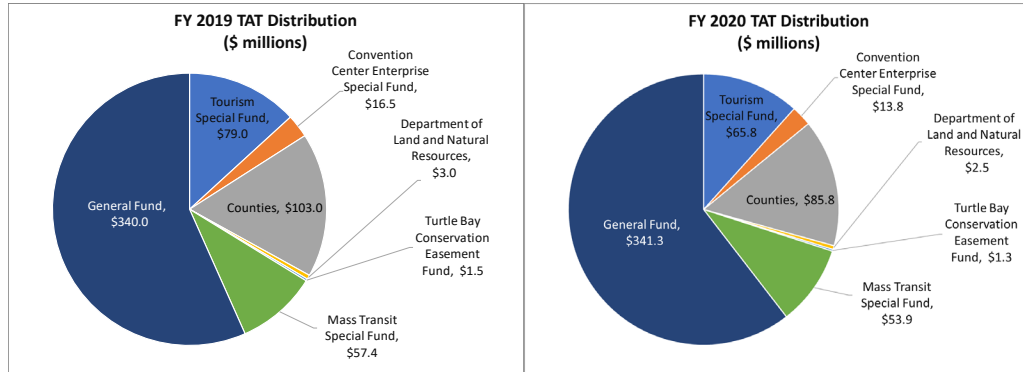 FY 2019 TAT Distribution
($ millions)
Convention
Center Enterprise
Special Fund,
$16.5
Tourism
Special Fund,
$79.0
Department of
Land and Natural
Resources,
$3.0
General Fund,
$340.0
Counties, $103.0
Turtle Bay
Conservation
Easement
Fund, $1.5
Mass Transit
Special Fund,
$57.4
FY 2020 TAT Distribution
($ millions)
Convention
Center Enterprise
Special Fund,
$13.8
Tourism
Special Fund,
$65.8
Department of
Land and Natural
Resources,
$2.5
Counties, $85.8
General Fund,
$341.3
Turtle Bay
Conservation
Easement
Fund, $1.3
Mass Transit
Special Fund,
$53.9